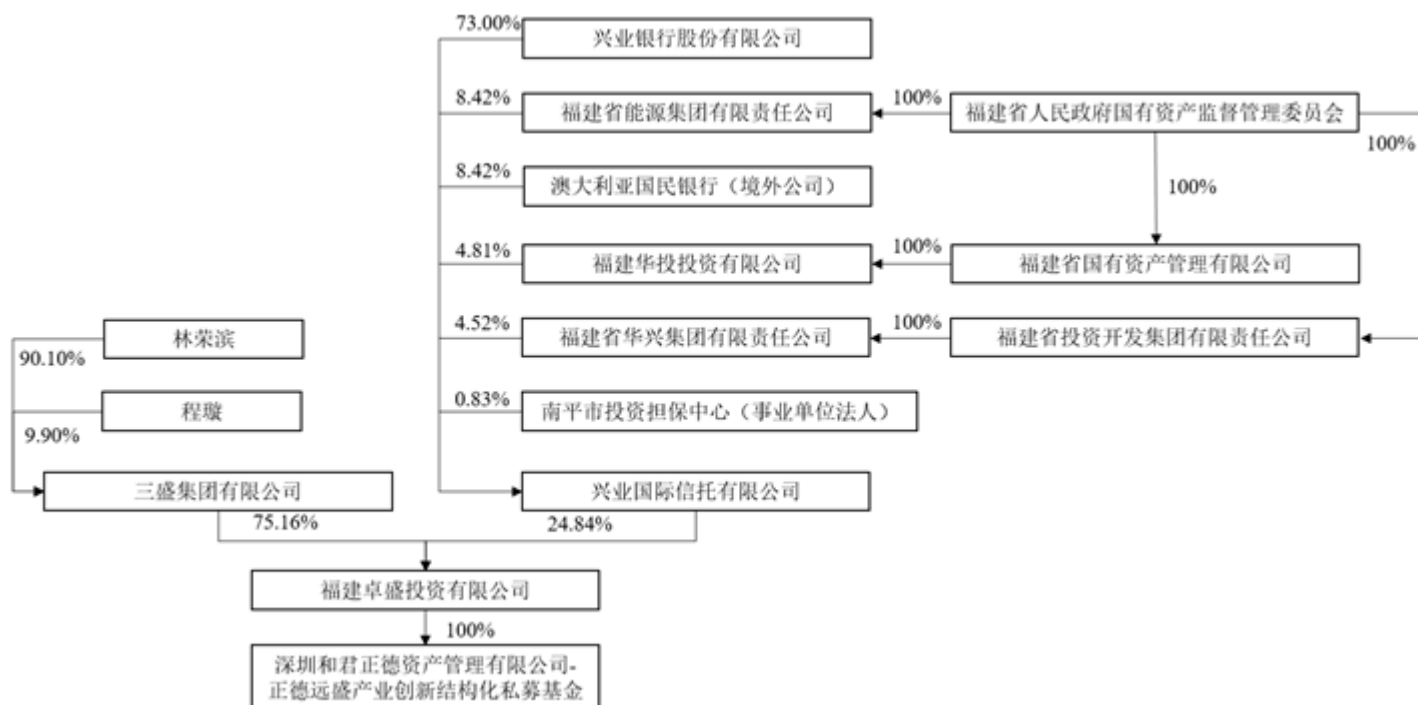 73.00%
兴业银行股份有限公司
8.42%
福建省能源集团有限责任公司
100%
福建省人民政府国有资产监督管理委员会
100%
8.42%
澳大利亚国民银行（境外公司）
100%
4.81%
福建华投投资有限公司
100%
福建省国有资产管理有限公司
林荣滨
4.52%
福建省华兴集团有限责任公司
100%
福建省投资开发集团有限责任公司
90.10%
程璇
0.83%
南平市投资担保中心（事业单位法人）
9.90%
三盛集团有限公司
兴业国际信托有限公司
75.16%
24.84%
福建卓盛投资有限公司
100%
深圳和君正德资产管理有限公司-
正德远盛产业创新结构化私募基金